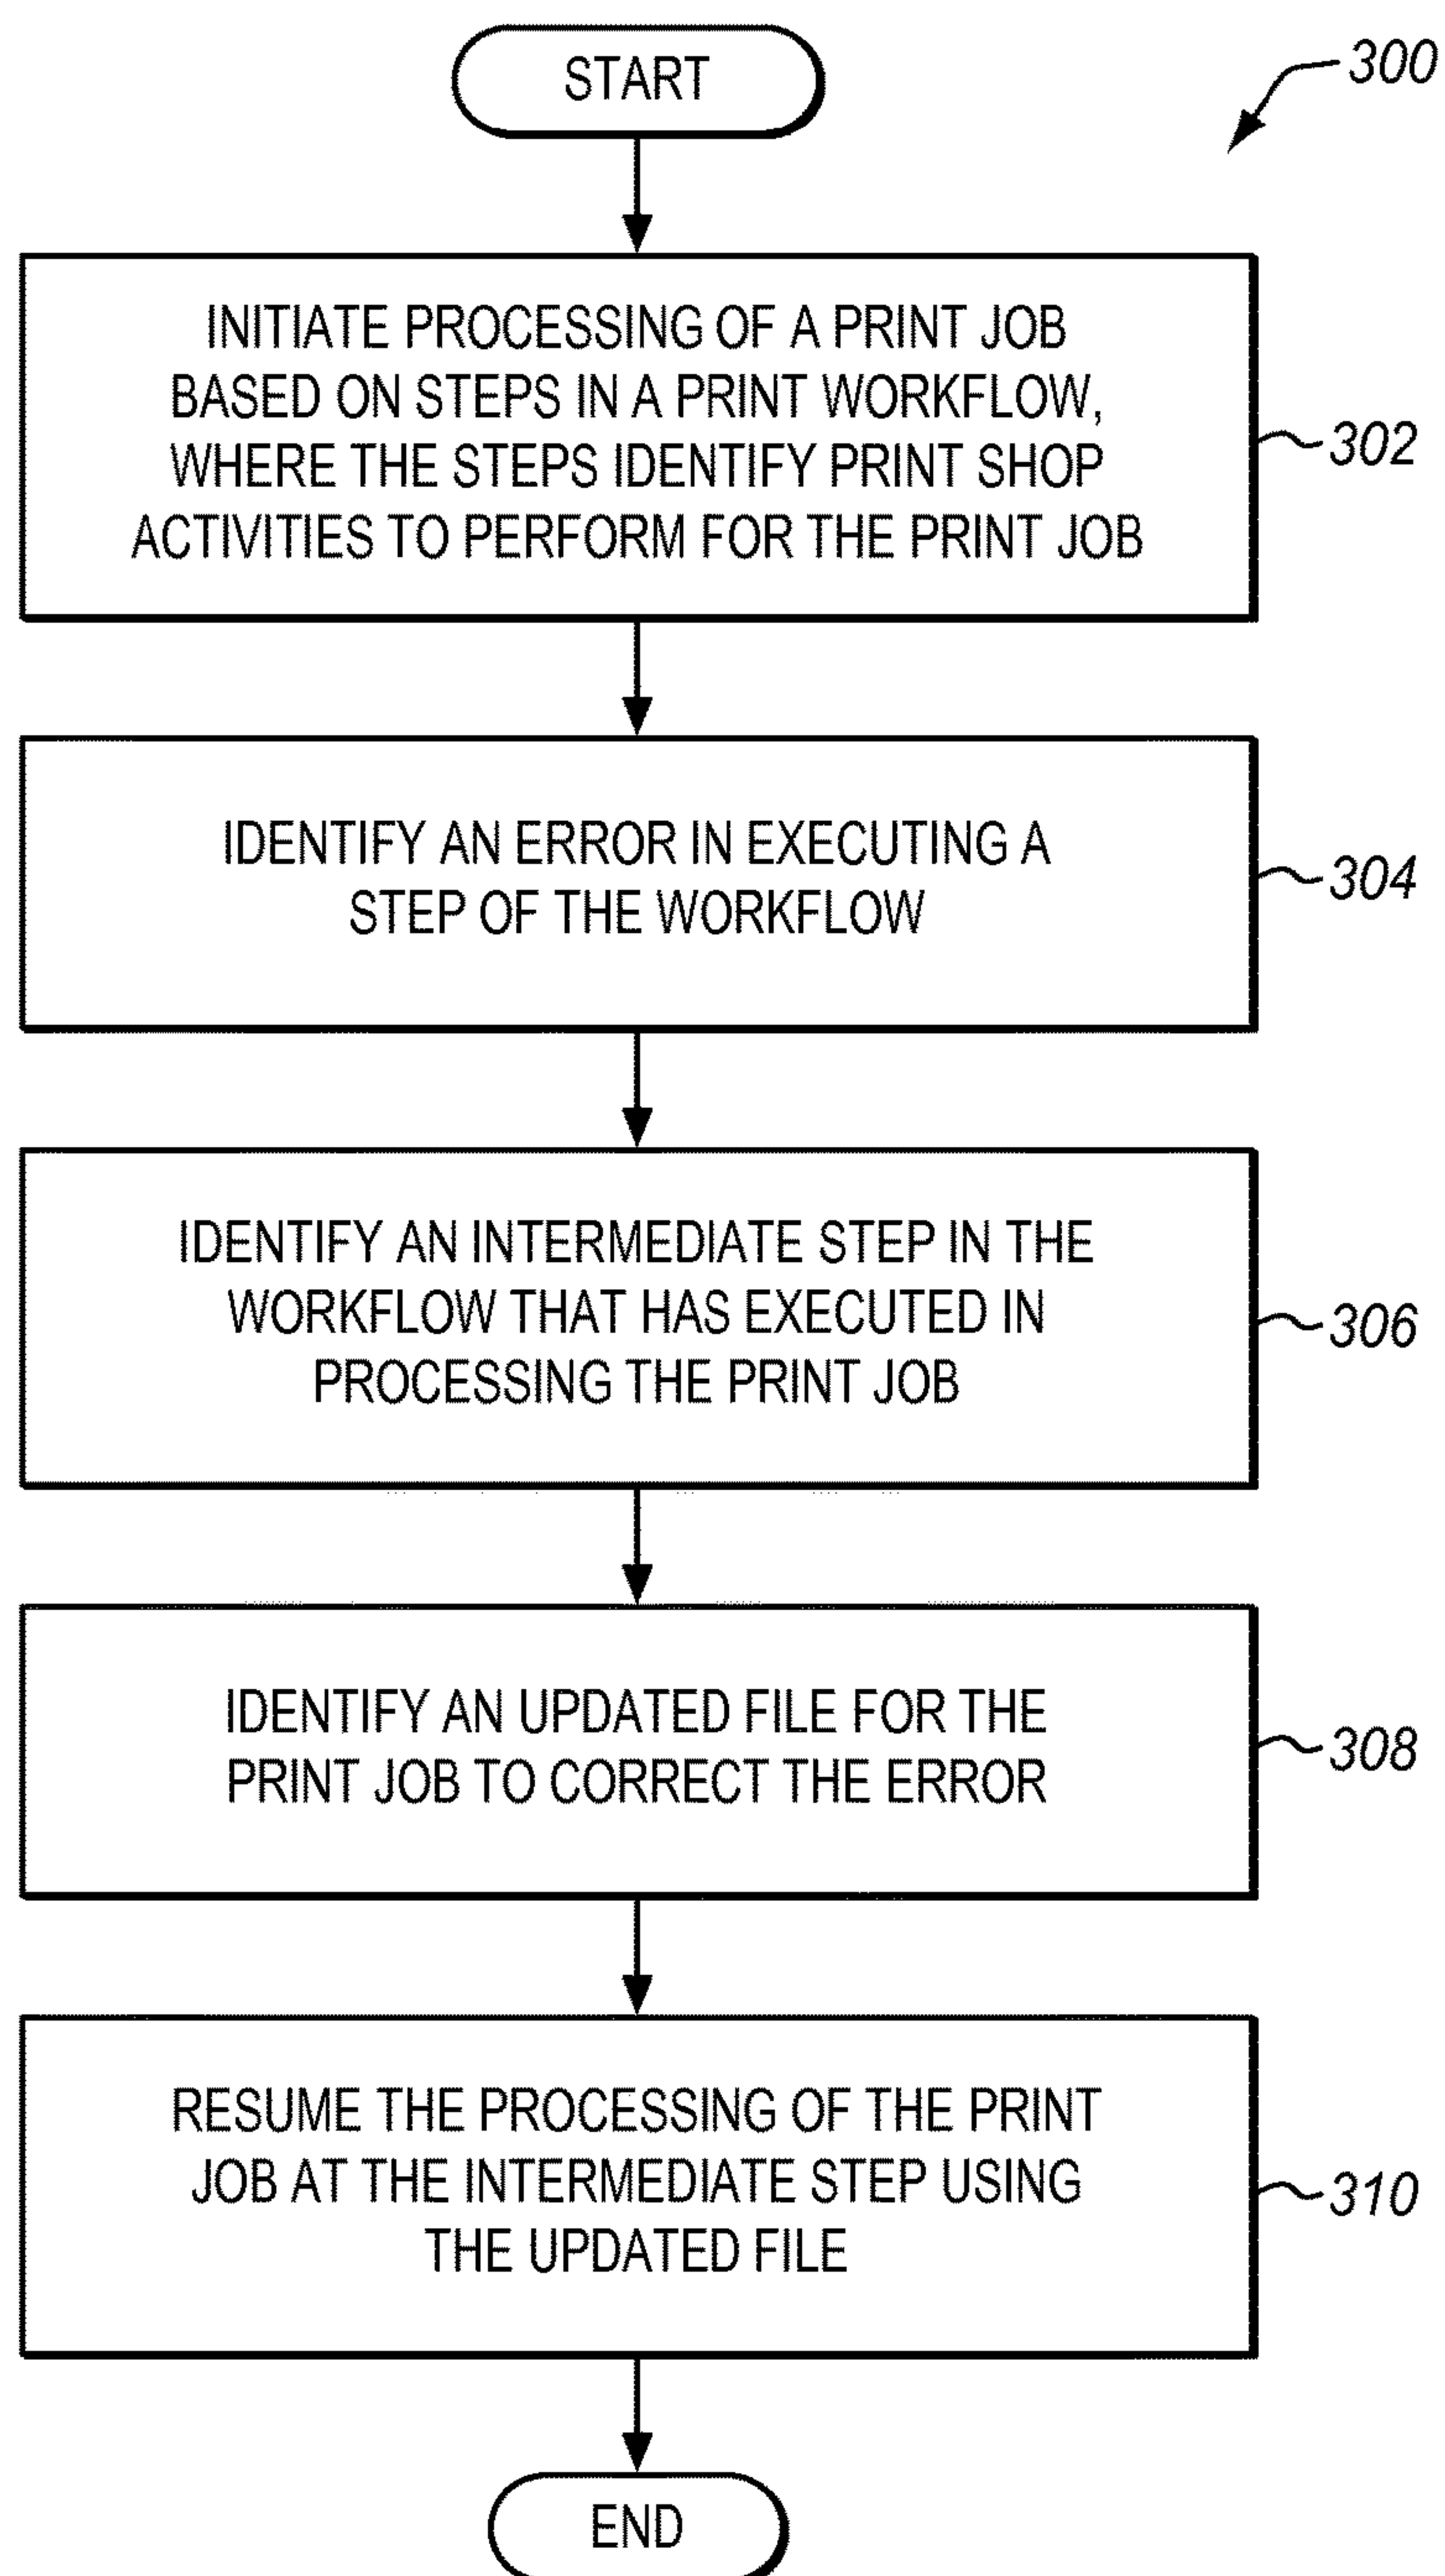 START
300
INITIATE PROCESSING OF A PRINT JOB
BASED ON STEPS IN A PRINT WORKFLOW,
WHERE THE STEPS IDENTIFY PRINT SHOP
ACTIVITIES TO PERFORM FOR THE PRINT JOB
302
IDENTIFY AN ERROR IN EXECUTING A
STEP OF THE WORKFLOW
304
IDENTIFY AN INTERMEDIATE STEP IN THE
WORKFLOW THAT HAS EXECUTED IN
PROCESSING THE PRINT JOB
306
IDENTIFY AN UPDATED FILE FOR THE
PRINT JOB TO CORRECT THE ERROR
308
RESUME THE PROCESSING OF THE PRINT
JOB AT THE INTERMEDIATE STEP USING
THE UPDATED FILE
310
END